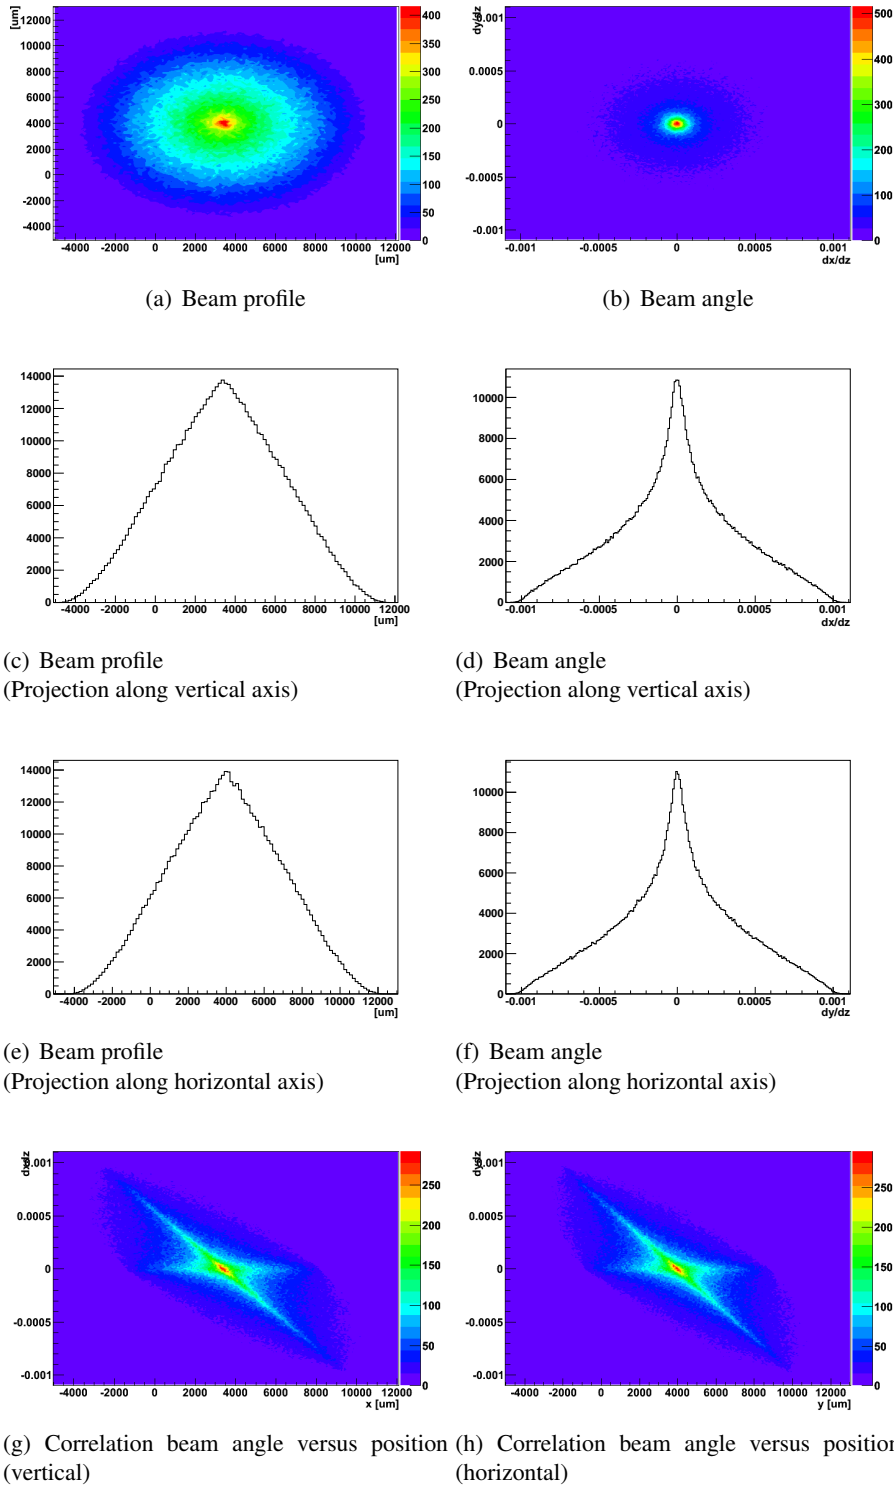 [um]
12000
10000
8000
6000
4000
2000
0
-2000
-4000
-4000 -2000 0 2000 4000 6000 8000 10000 12000
[um]
400
350
300
250
200
150
100
50
0
(a) Beam profile
dy/dz
0.001
0.0005
0
-0.0005
-0.001
-0.001 -0.0005 0 0.0005 0.001
dx/dz
500
400
300
200
100
0
(b) Beam angle
14000
12000
10000
8000
6000
4000
2000
0
-4000 -2000 0 2000 4000 6000 8000 10000 12000
[um]
(c) Beam profile
(Projection along vertical axis)
10000
8000
6000
4000
2000
0
-0.001 -0.0005 0 0.0005 0.001
dx/dz
(d) Beam angle
(Projection along vertical axis)
14000
12000
10000
8000
6000
4000
2000
0
-4000 -2000 0 2000 4000 6000 8000 10000 12000
[um]
(e) Beam profile
(Projection along horizontal axis)
10000
8000
6000
4000
2000
0
-0.001 -0.0005 0 0.0005 0.001
dy/dz
(f) Beam angle
(Projection along horizontal axis)
dx/dz
0.001
0.0005
0
-0.0005
-0.001
-4000 -2000 0 2000 4000 6000 8000 10000 12000
x [um]
250
200
150
100
50
0
(g) Correlation beam angle versus position
(vertical)
dy/dz
0.001
0.0005
0
-0.0005
-0.001
-4000 -2000 0 2000 4000 6000 8000 10000 12000
y [um]
250
200
150
100
50
0
(h) Correlation beam angle versus position
(horizontal)